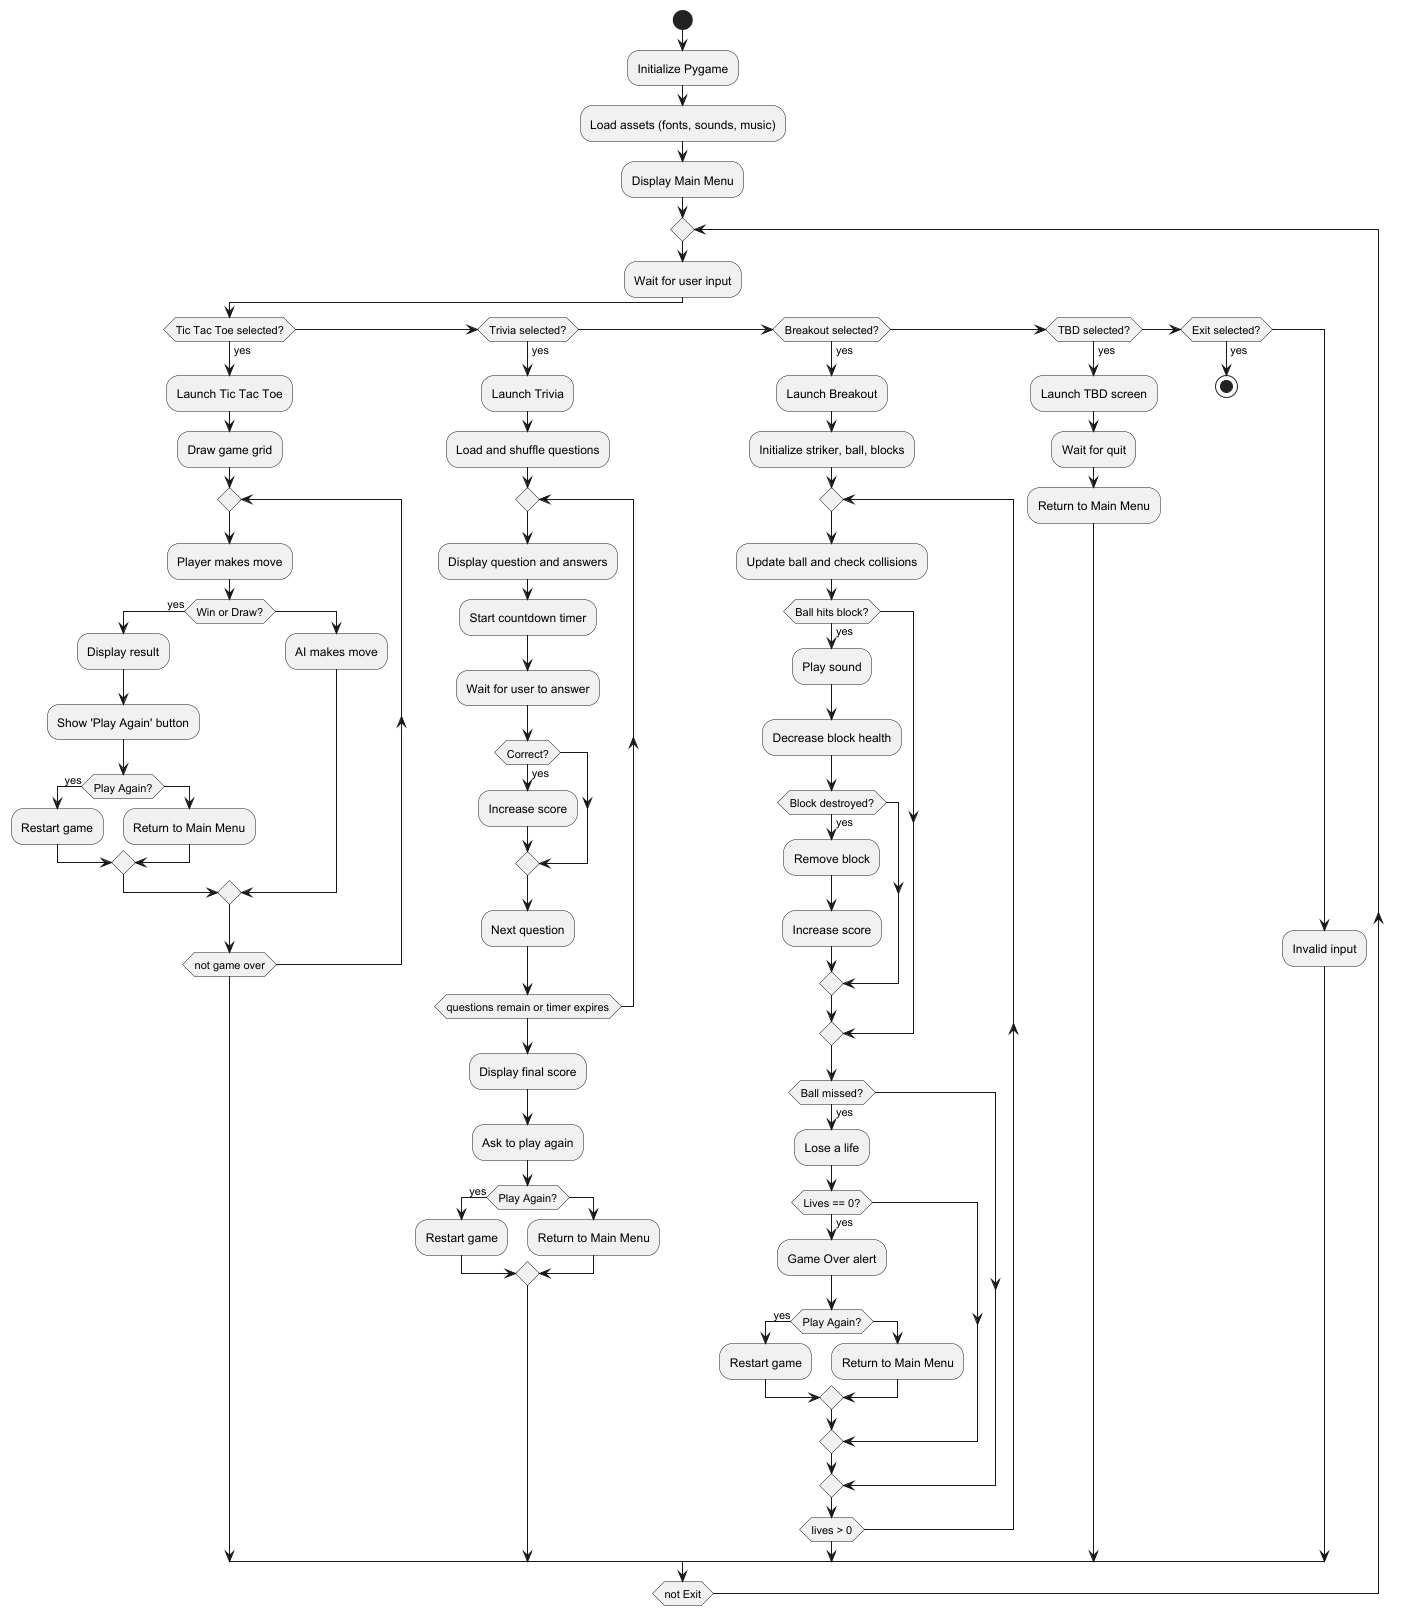 Initialize Pygame
Load assets (fonts, sounds, music)
Display Main Menu
Wait for user input
Tic Tac Toe selected?
yes
Launch Tic Tac Toe
Draw game grid
Player makes move
Win or Draw?
yes
Display result
Show 'Play Again' button
Play Again?
yes
Restart game
Return to Main Menu
AI makes move
not game over
Trivia selected?
yes
Launch Trivia
Load and shuffle questions
Display question and answers
Start countdown timer
Wait for user to answer
Correct?
yes
Increase score
Next question
questions remain or timer expires
Display final score
Ask to play again
Play Again?
yes
Restart game
Return to Main Menu
Breakout selected?
yes
Launch Breakout
Initialize striker, ball, blocks
Update ball and check collisions
Ball hits block?
yes
Play sound
Decrease block health
Block destroyed?
yes
Remove block
Increase score
Ball missed?
yes
Lose a life
Lives == 0?
yes
Game Over alert
Play Again?
yes
Restart game
Return to Main Menu
lives > 0
TBD selected?
yes
Launch TBD screen
Wait for quit
Return to Main Menu
Exit selected?
yes
Invalid input
not Exit